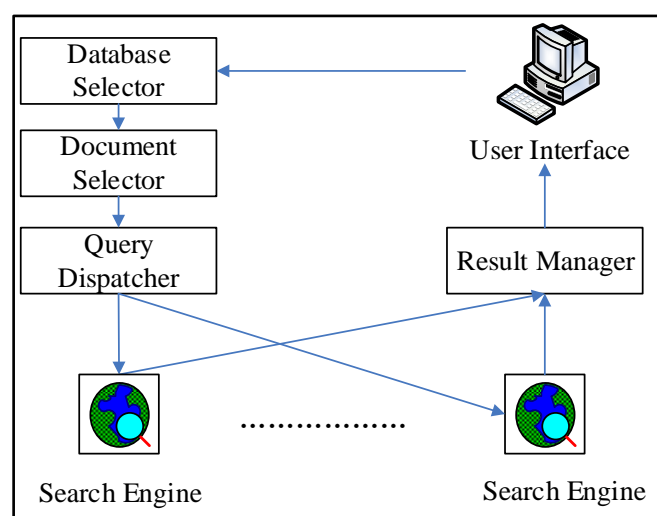 Database
Selector
User Interface
Document
Selector
Query
Dispatcher
Result Manager
Search Engine
Search Engine